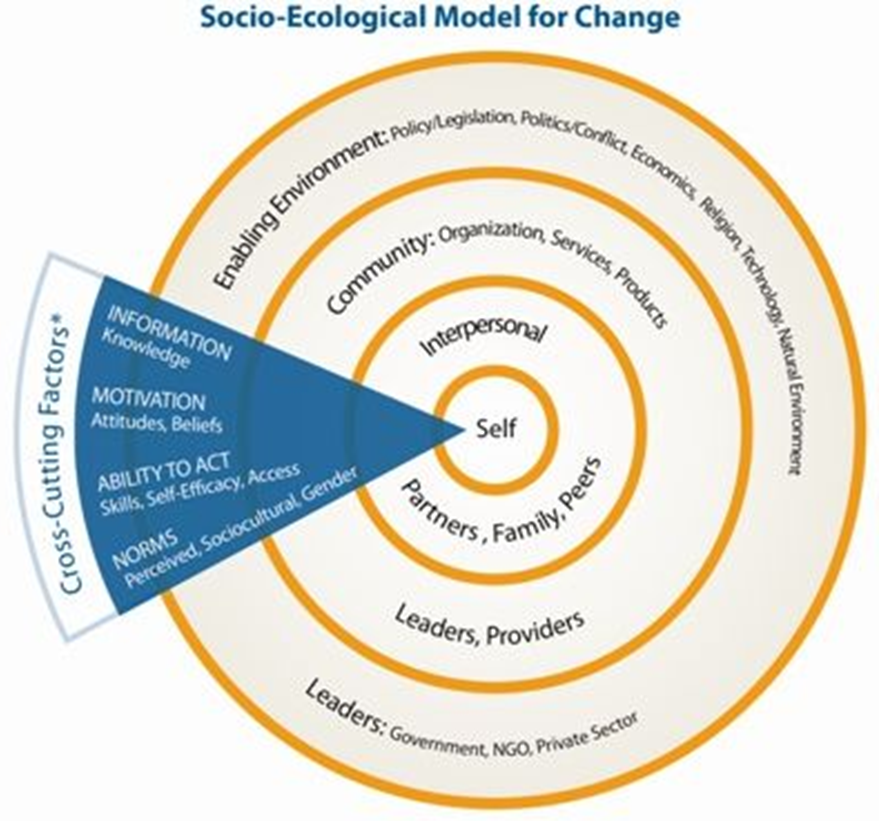 Socio-Ecological Model for Change
Enabling Environment: Policy/Legislation, Politics/Conflict, Economics, Religion, Technology, Natural Environment
Community: Organization, Services, Products
Interpersonal
Self
Partners, Family, Peers
Leaders, Providers
Leaders: Government, NGO, Private Sector
Cross-Cutting Factors*
INFORMATION
Knowledge
MOTIVATION
Attitudes, Beliefs
ABILITY TO ACT
Skills, Self-Efficacy, Access
NORMS
Perceived, Sociocultural, Gender